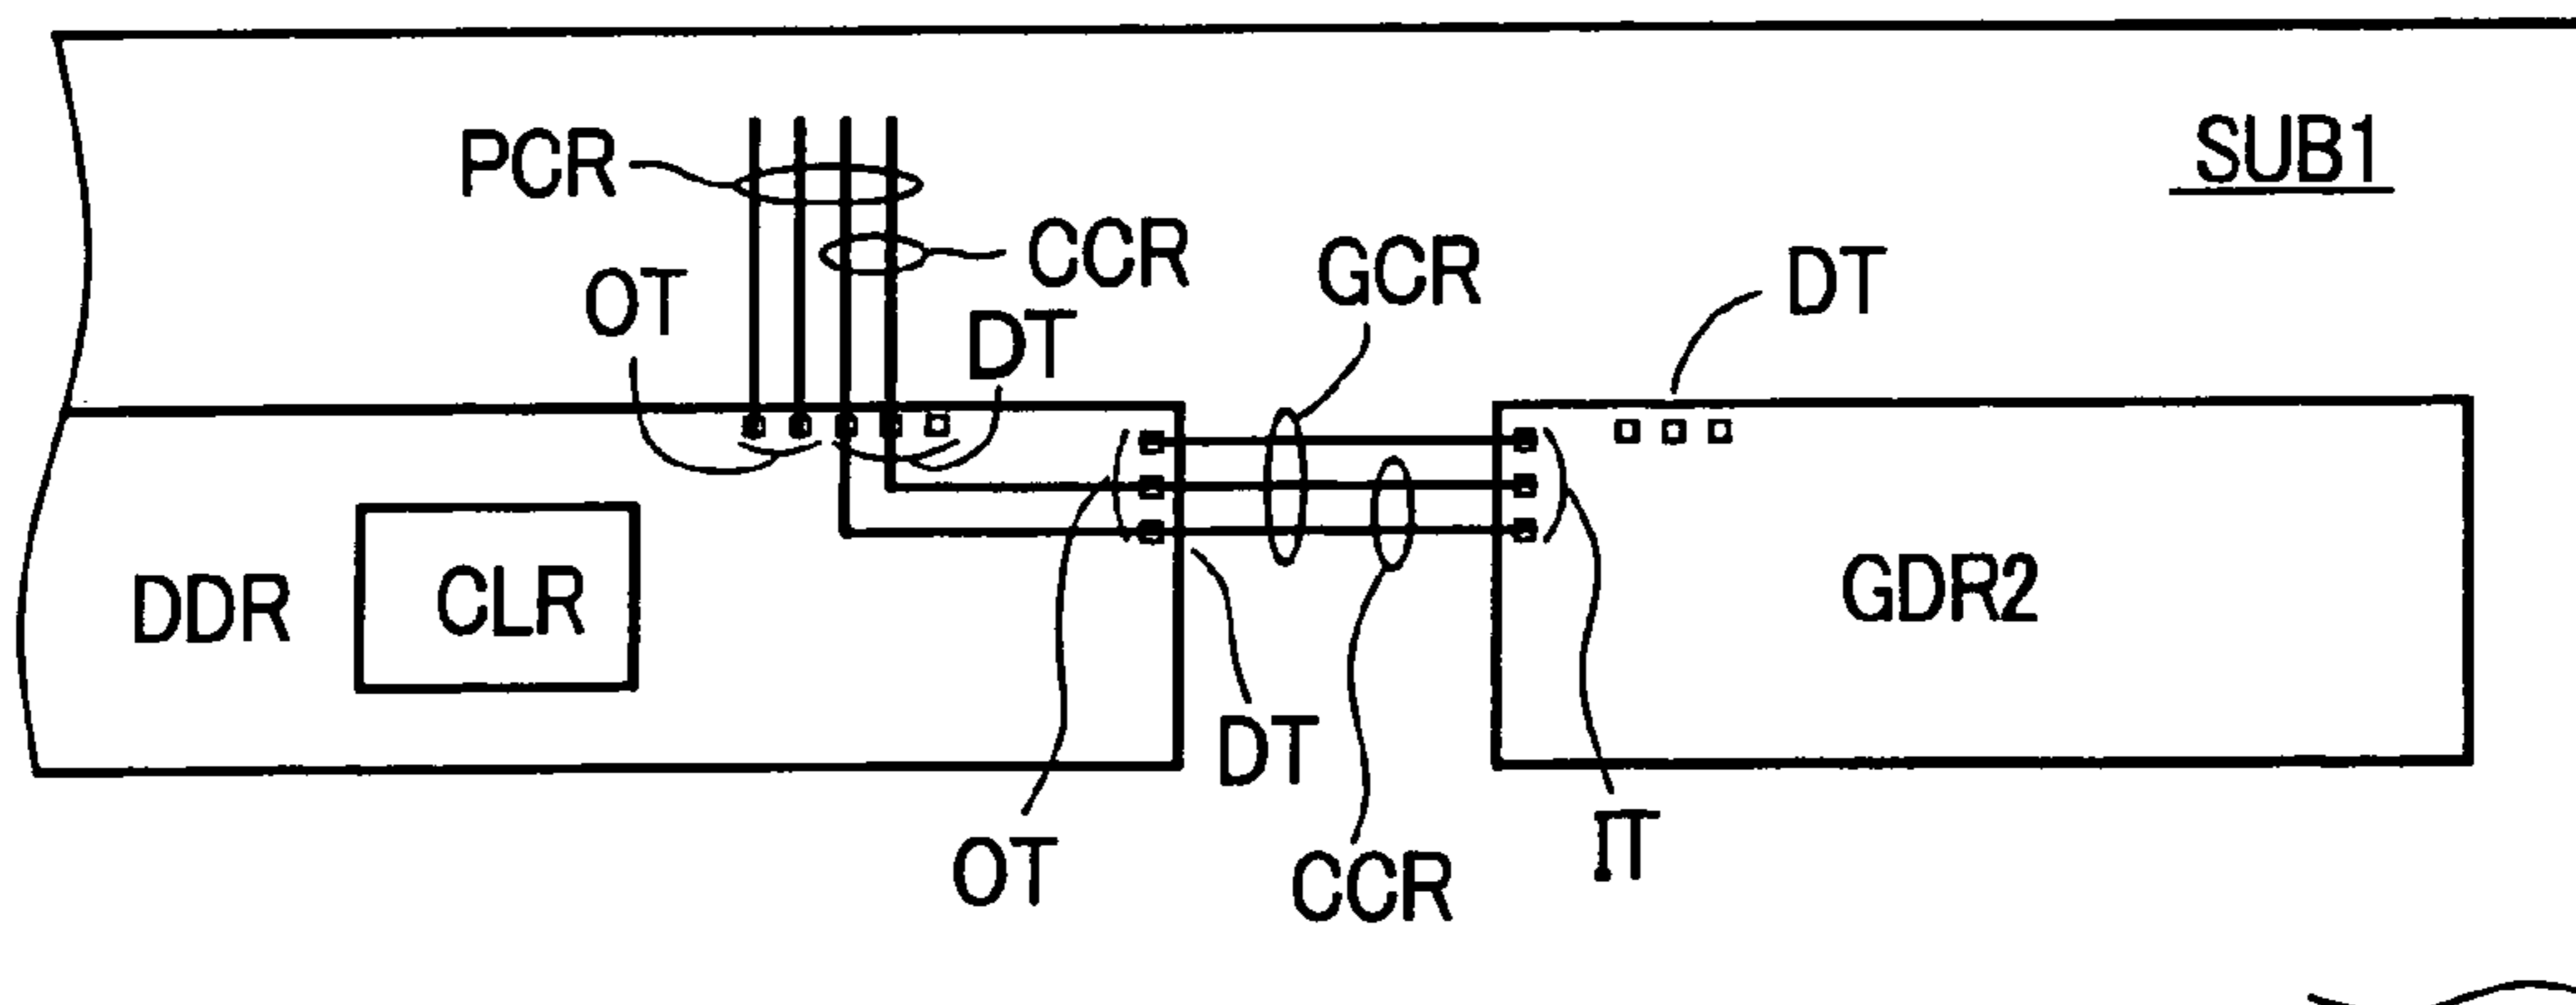 SUB1
PCR
CCR
GCR
DT
OT
DT
DDR
CLR
GDR2
DT
OT
CCR
IT